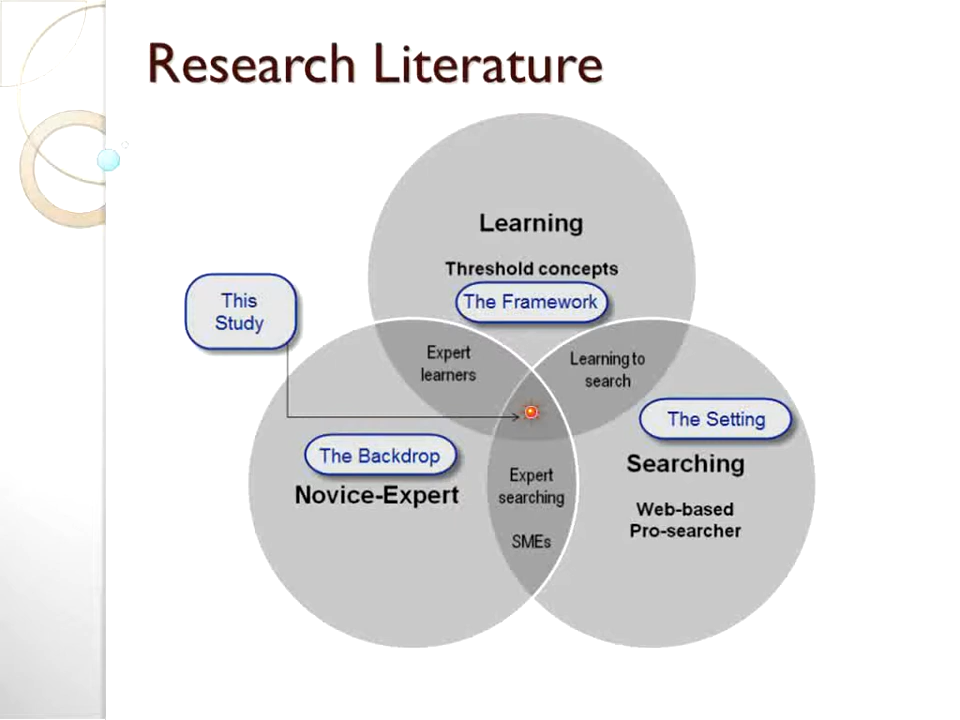 Research Literature
Learning
Threshold concepts
The Framework
This
Study
Expert
learners
Learning to
search
The Setting
The Backdrop
Novice-Expert
Expert
searching
SMEs
Searching
Web-based
Pro-searcher